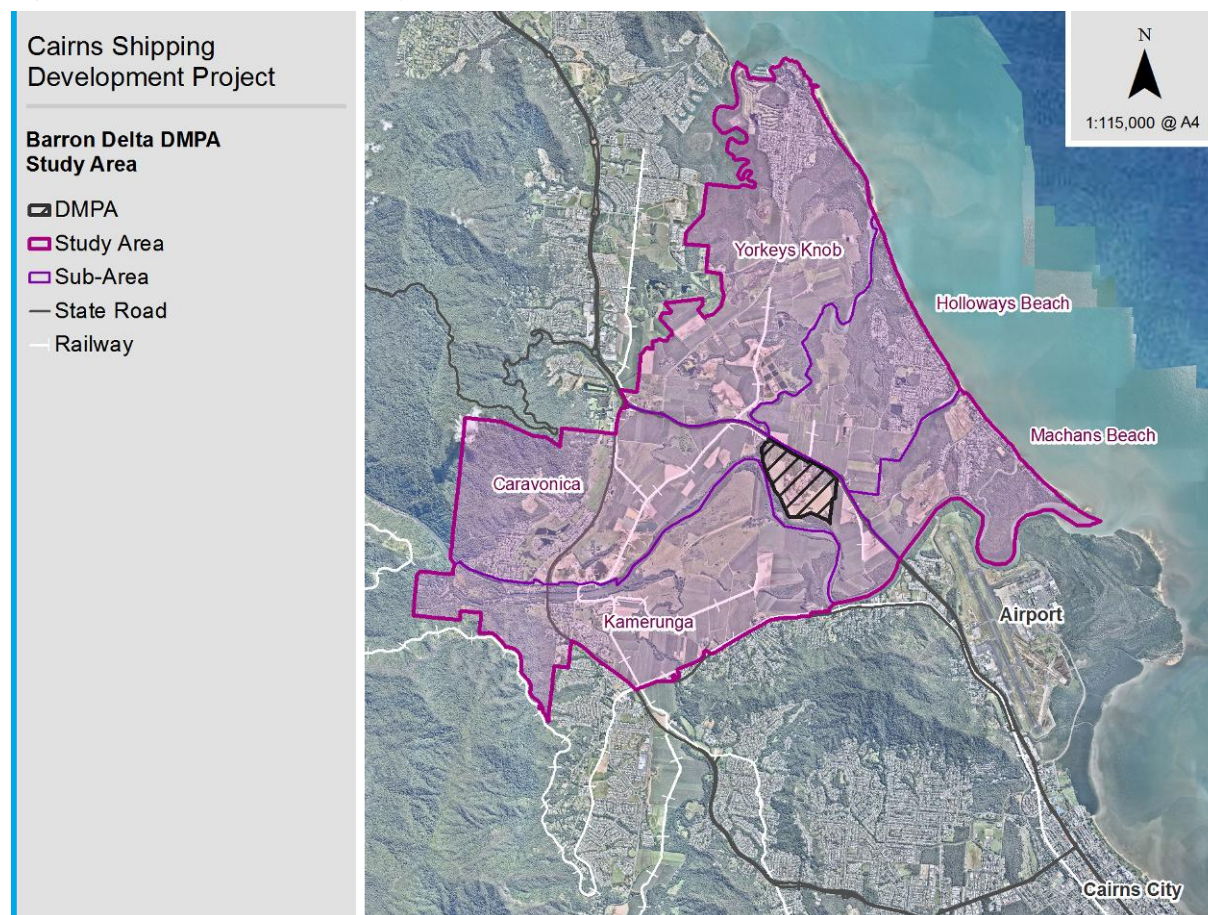 Cairns Shipping
Development Project
Barron Delta DMPA
Study Area
DMPA
Study Area
Sub-Area
State Road
Railway
N
1:115,000 @ A4
Yorkeys Knob
Holloways Beach
Machans Beach
Caravonica
Kamerunga
Airport
Cairns City